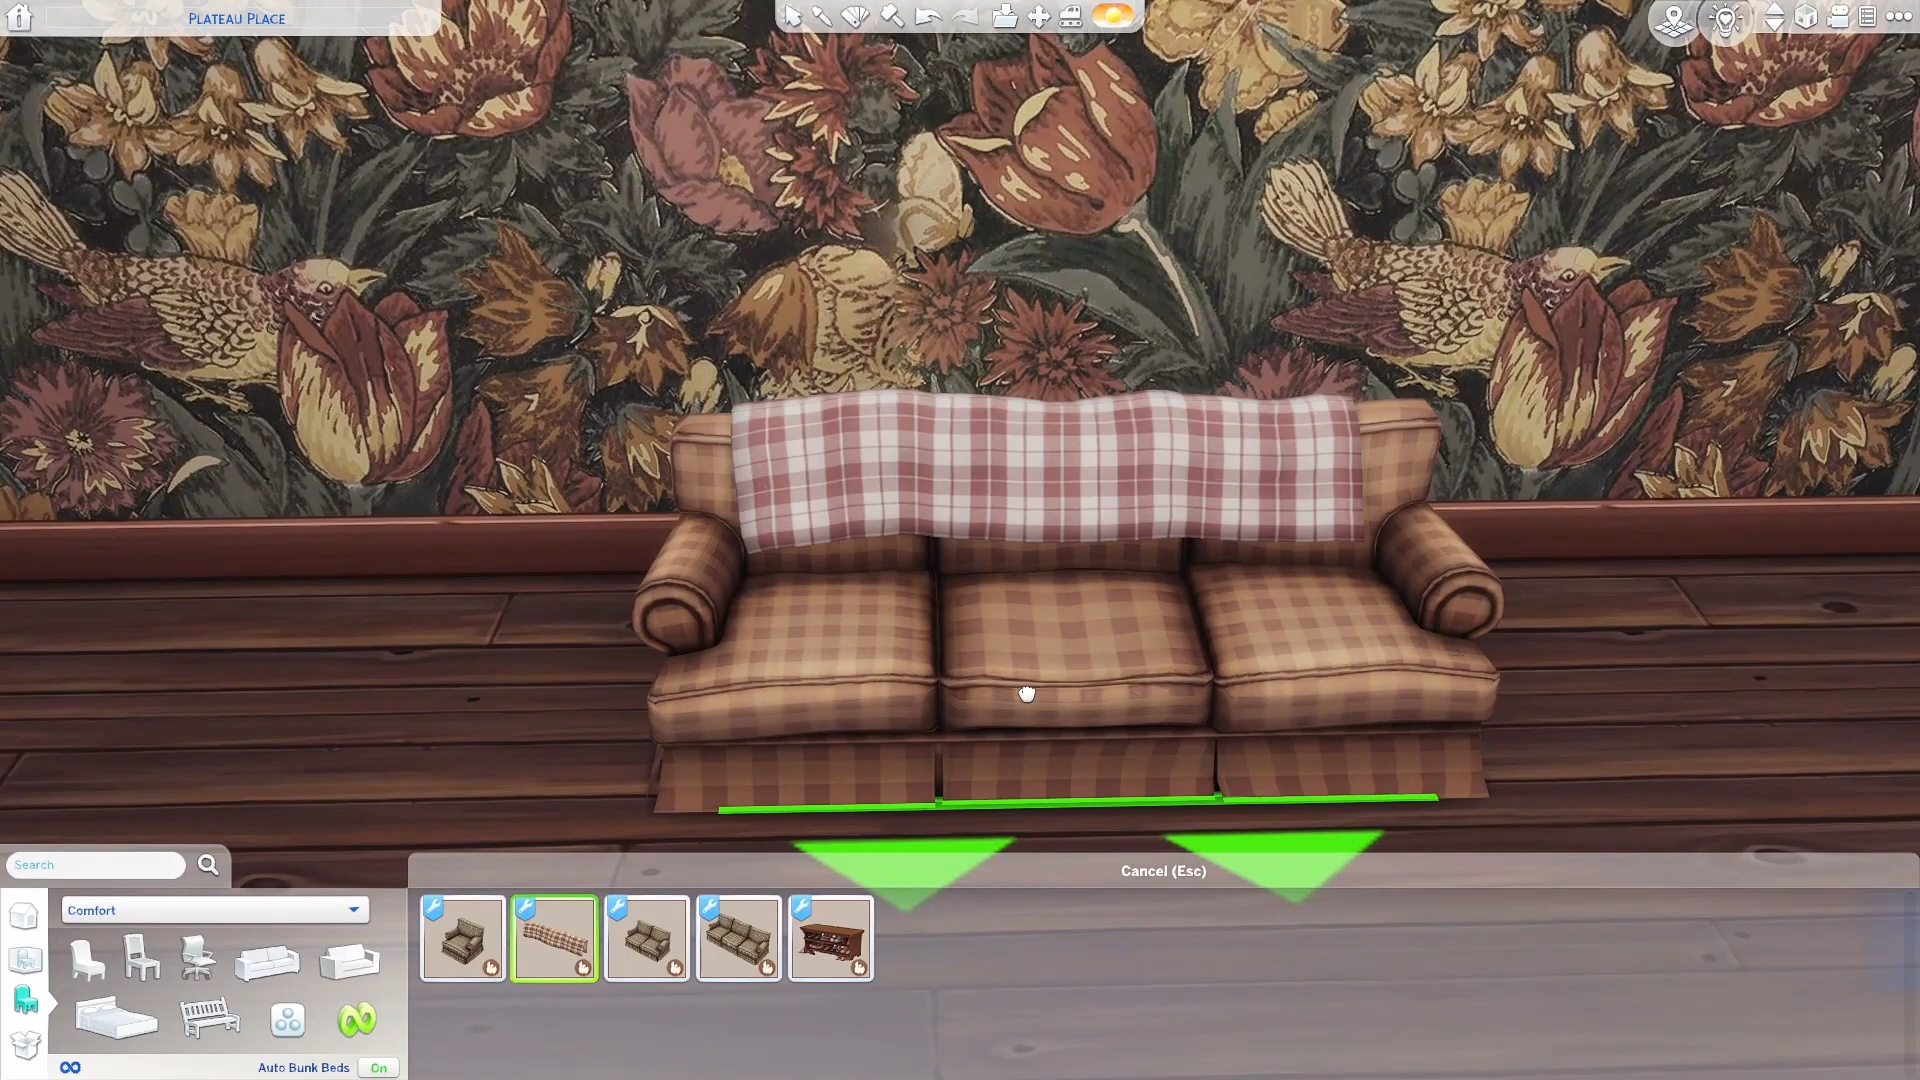 PLATEAU PLACE
Search
Cancel (Esc)
Comfort
Auto Bunk Beds On